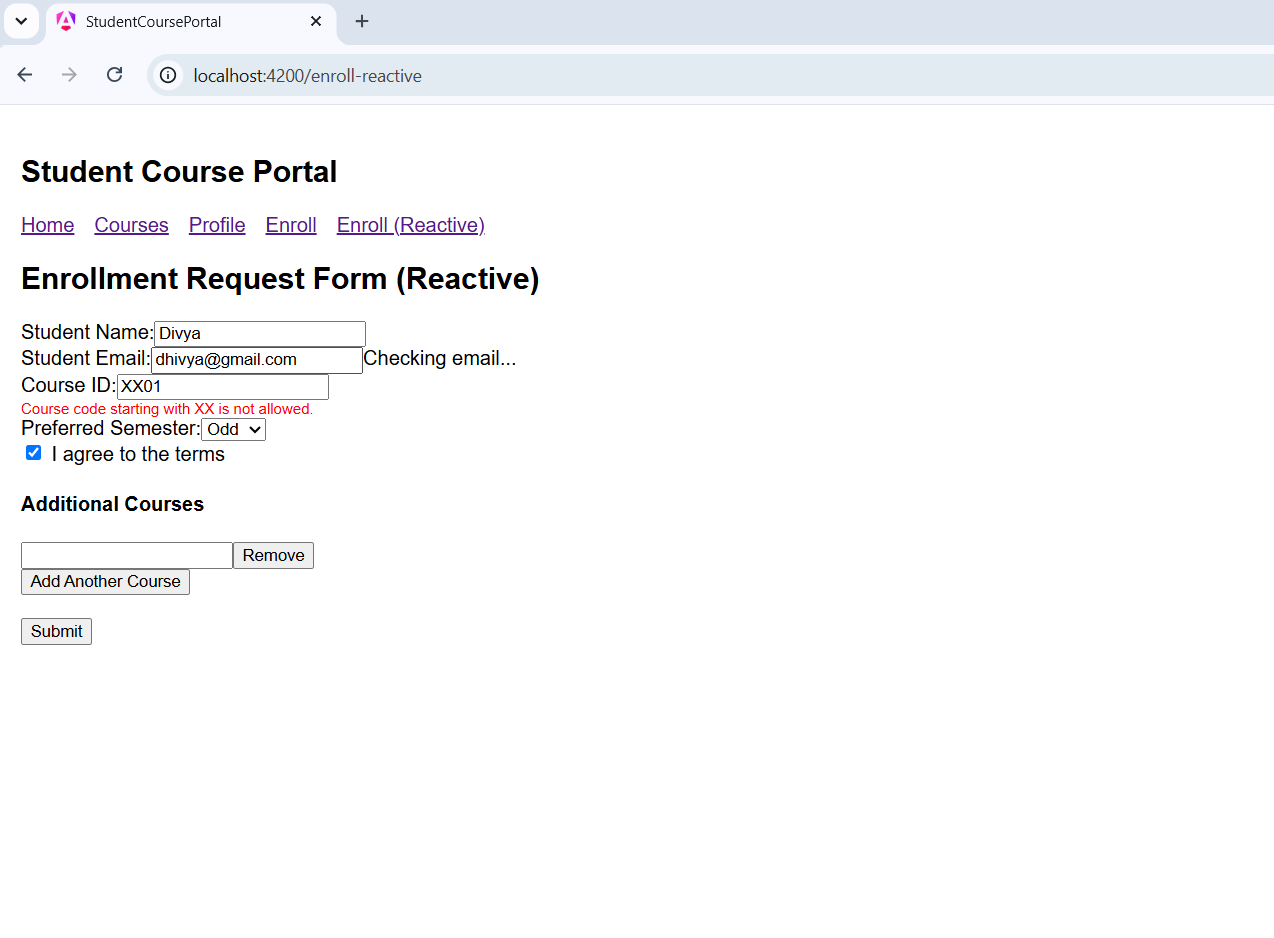 StudentCoursePortal
localhost:4200/enroll-reactive
Student Course Portal
Home Courses Profile Enroll Enroll (Reactive)
Enrollment Request Form (Reactive)
Student Name: Divya
Student Email: dhivya@gmail.com Checking email...
Course ID: XX01
Course code starting with XX is not allowed.
Preferred Semester: Odd
I agree to the terms
Additional Courses
Remove
Add Another Course
Submit